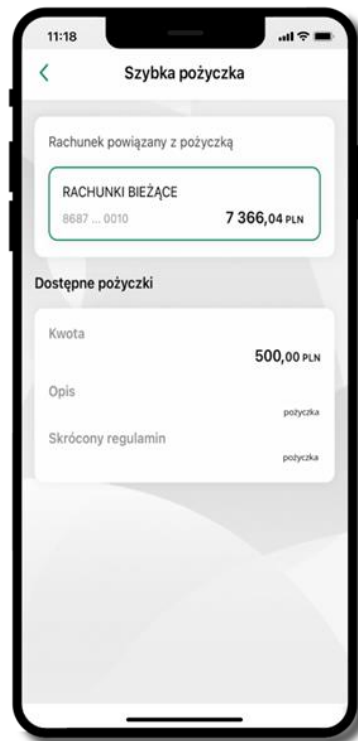 11:18
Szybka pożyczka
Rachunek powiązany z pożyczką
RACHUNKI BIEŻĄCE
8687 ... 0010
7 366,04 PLN
Dostępne pożyczki
Kwota
500,00 PLN
Opis
pożyczka
Skrócony regulamin
pożyczka